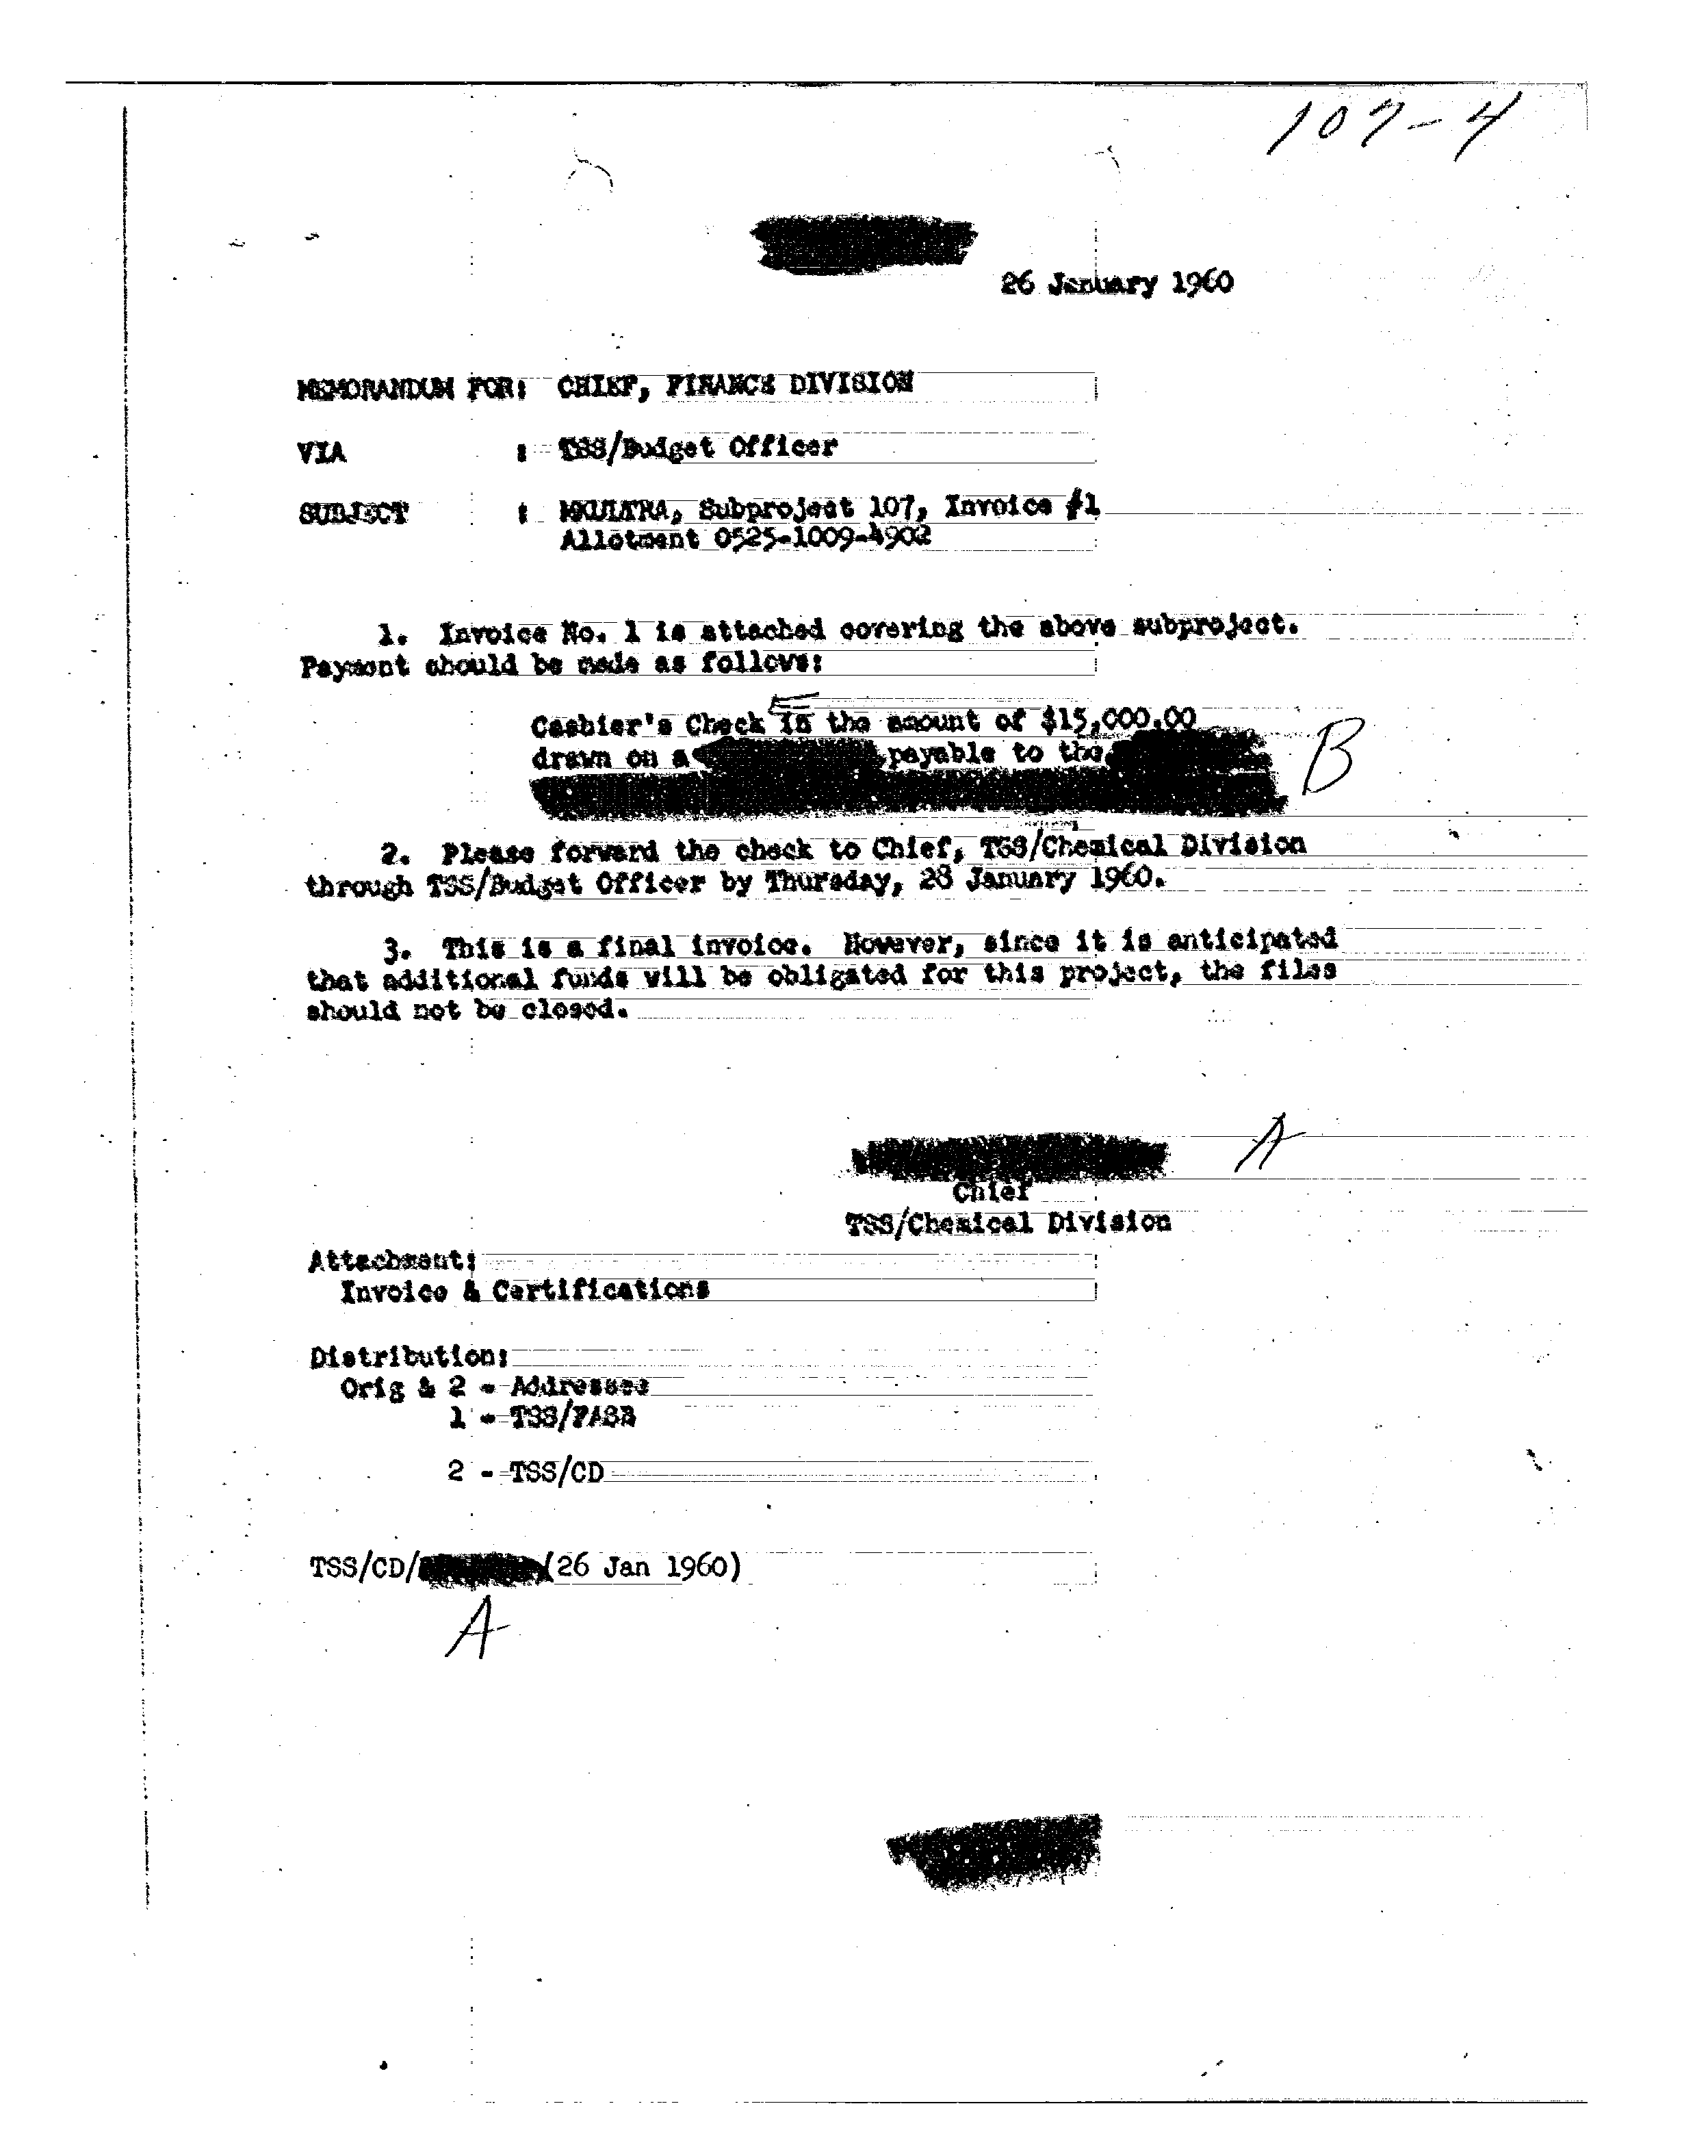 107-4
26 January 1960
MEMORANDUM FOR: CHIEF, FINANCE DIVISION
VIA : TSS/Budget Officer
SUBJECT : MKULTRA, Subproject 107, Invoice #1
Allotment 0525-1009-4902
1. Invoice No. 1 is attached covering the above subproject.
Payment should be made as follows:
Cashier's Check in the amount of $15,000.00
drawn on a payable to the
B
2. Please forward the check to Chief, TSS/Chemical Division
through TSS/Budget Officer by Thursday, 28 January 1960.
3. This is a final invoice. However, since it is anticipated
that additional funds will be obligated for this project, the files
should not be closed.
A
Chief
TSS/Chemical Division
Attachment:
Invoice & Certifications
Distribution:
Orig & 2 - Addressee
1 - TSS/FASB
2 - TSS/CD
TSS/CD/ (26 Jan 1960)
A